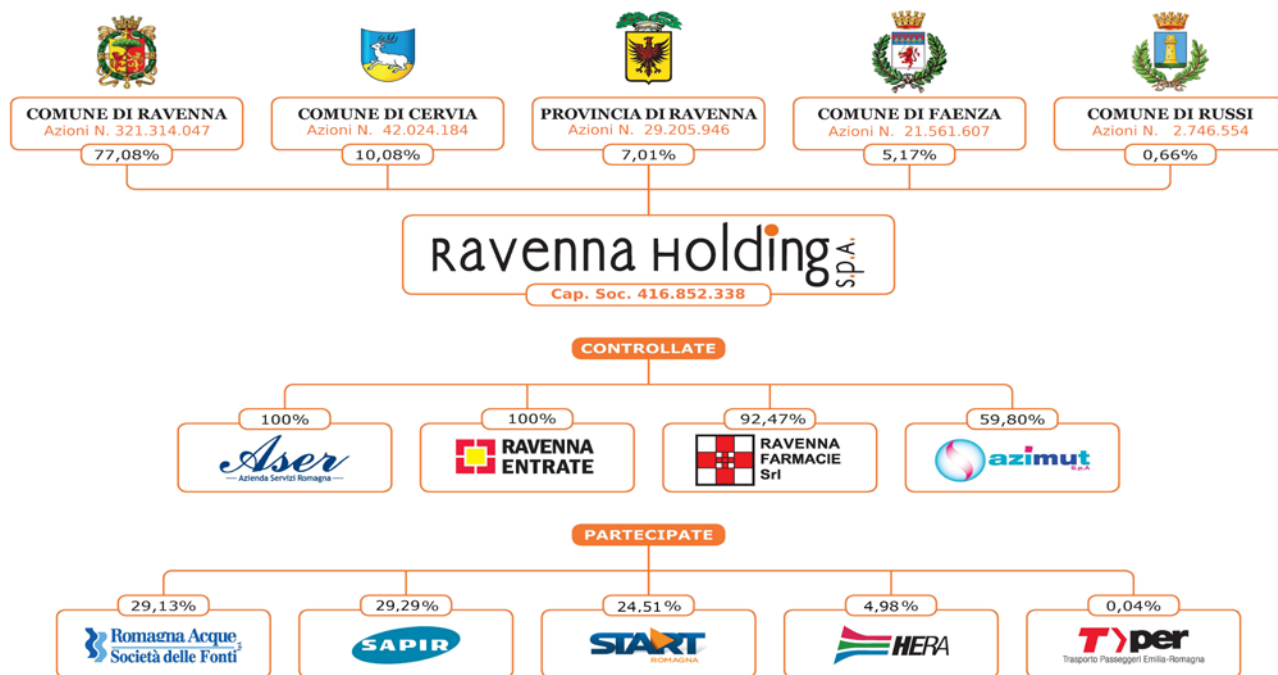 COMUNE DI RAVENNA
Azioni N. 321.314.047
77,08%
COMUNE DI CERVIA
Azioni N. 42.024.184
10,08%
PROVINCIA DI RAVENNA
Azioni N. 29.205.946
7,01%
COMUNE DI FAENZA
Azioni N. 21.561.607
5,17%
COMUNE DI RUSSI
Azioni N. 2.746.554
0,66%
Ravenna Holding S.p.A.
Cap. Soc. 416.852.338
CONTROLLATE
100%
Aser
Azienda Servizi Romagna
100%
RAVENNA
ENTRATE
92,47%
RAVENNA
FARMACIE
Srl
59,80%
azimut
S.p.A
PARTECIPATE
29,13%
Romagna Acque
Società delle Fonti
29,29%
SAPIR
24,51%
START
ROMAGNA
4,98%
HERA
0,04%
T>per
Trasporto Passeggeri Emilia-Romagna